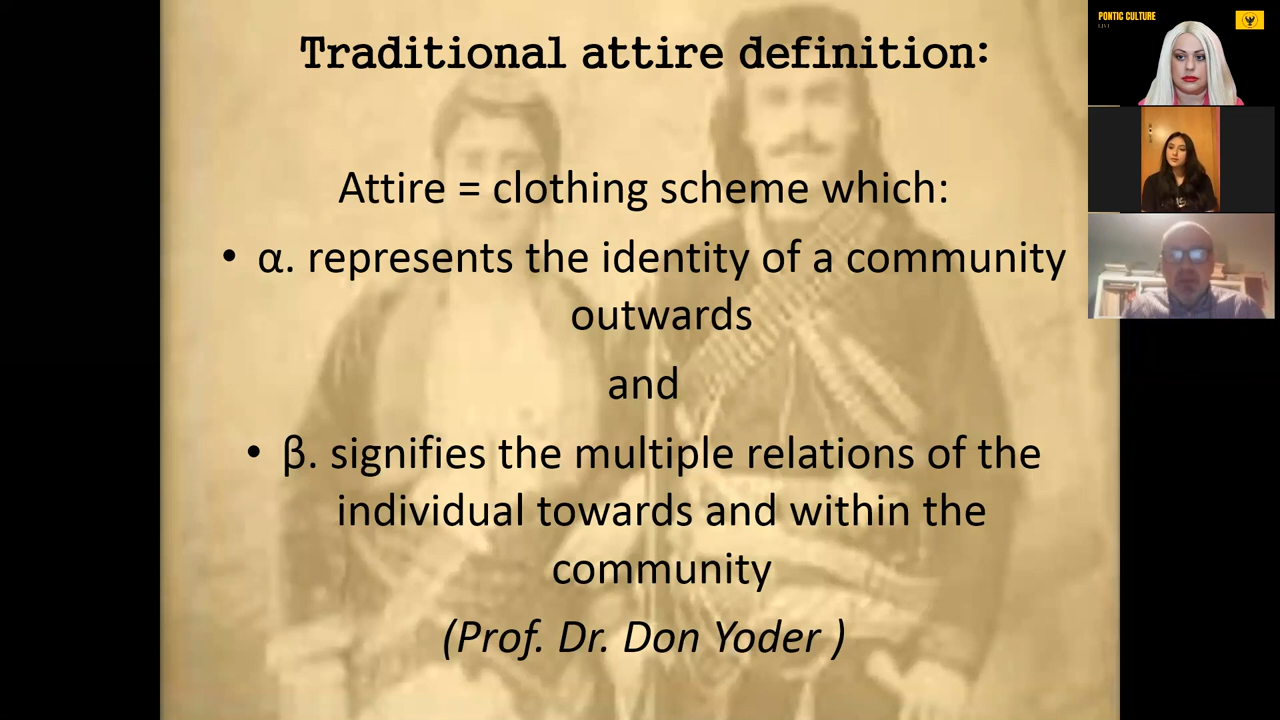 Traditional attire definition:
Attire = clothing scheme which:
• α. represents the identity of a community
outwards
and
• β. signifies the multiple relations of the
individual towards and within the
community
(Prof. Dr. Don Yoder )
PONTIC CULTURE
LIVE